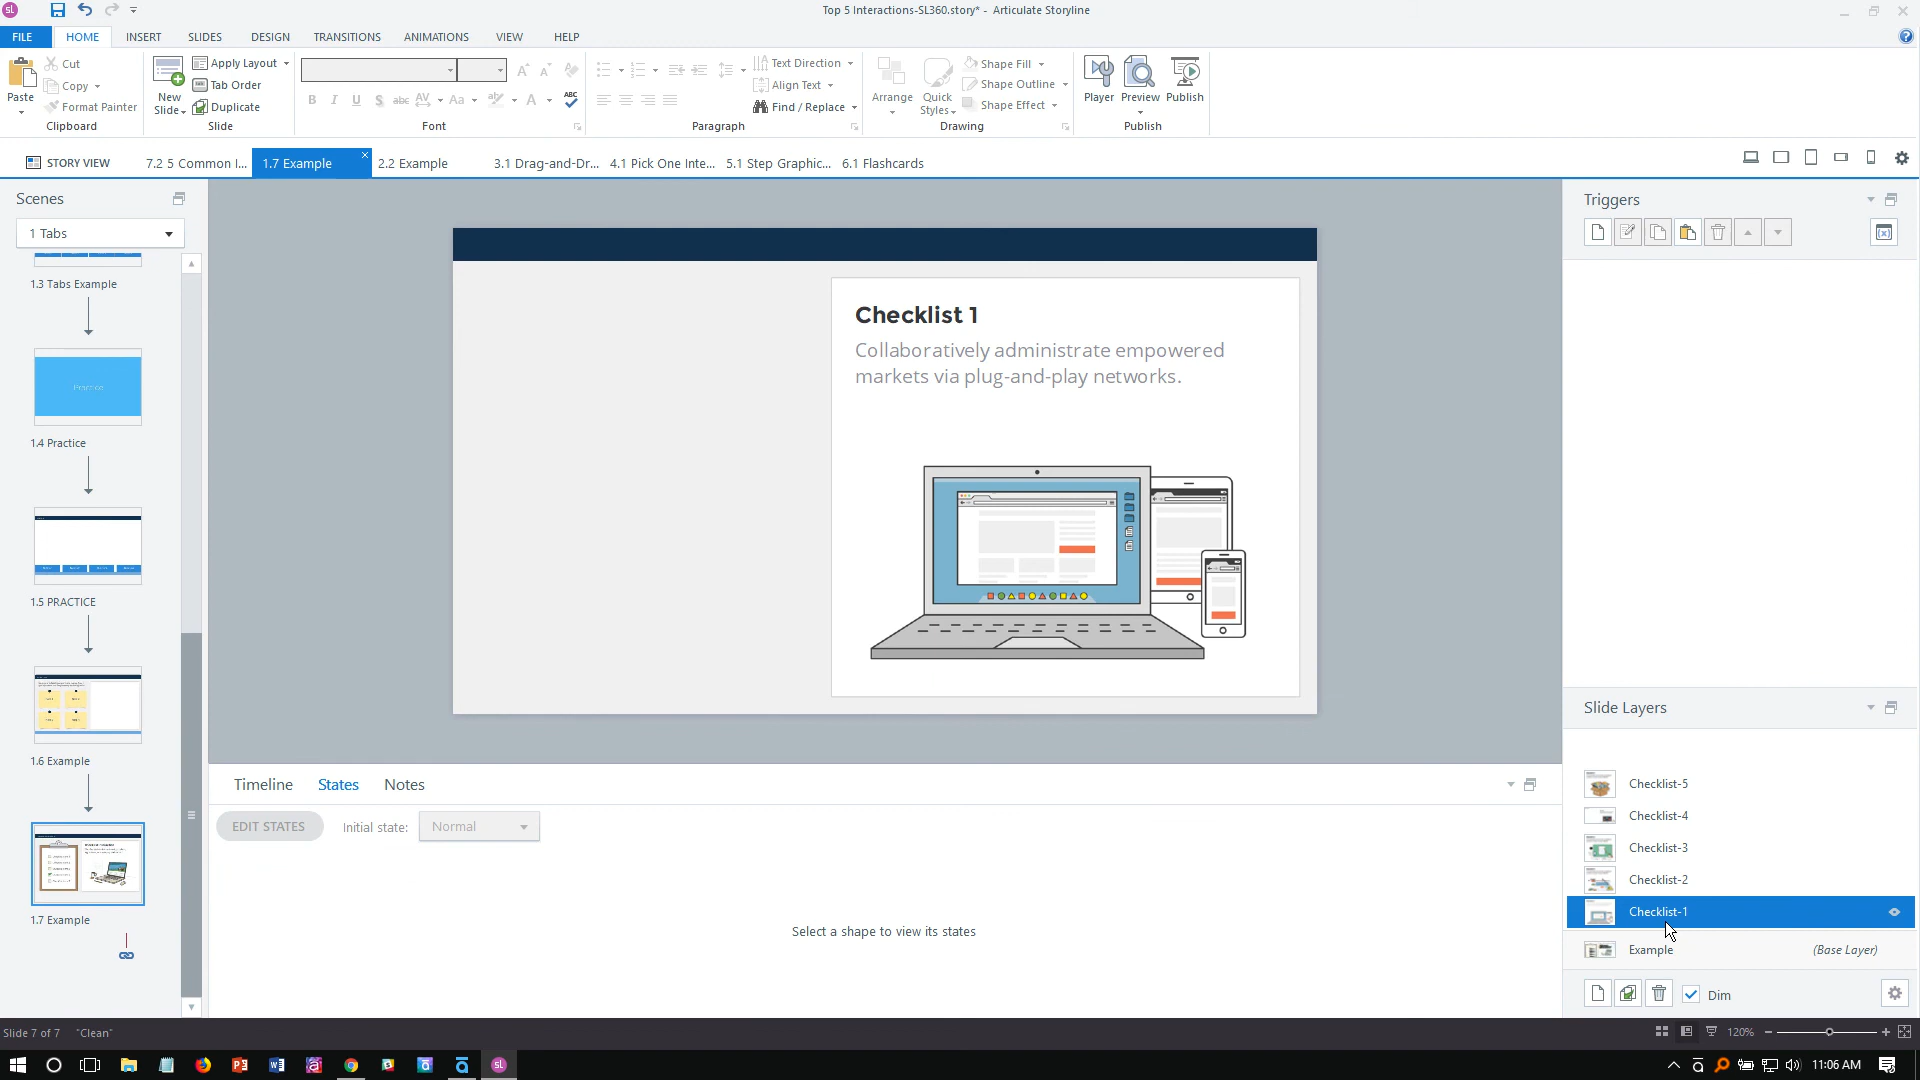 sl
Top 5 Interactions-SL360.story* - Articulate Storyline
FILE
HOME
INSERT
SLIDES
DESIGN
TRANSITIONS
ANIMATIONS
VIEW
HELP
Paste
Cut
Copy
Format Painter
Clipboard
New Slide
Apply Layout
Tab Order
Duplicate
Slide
B I U S abc AV Aa A
ABC
Font
Text Direction
Align Text
Find / Replace
Paragraph
Arrange
Quick Styles
Shape Fill
Shape Outline
Shape Effect
Drawing
Player
Preview
Publish
Publish
STORY VIEW
7.2 5 Common I...
1.7 Example
2.2 Example
3.1 Drag-and-Dr...
4.1 Pick One Inte...
5.1 Step Graphic...
6.1 Flashcards
Scenes
1 Tabs
1.3 Tabs Example
Practice
1.4 Practice
1.5 PRACTICE
1.6 Example
1.7 Example
Checklist 1
Collaboratively administrate empowered
markets via plug-and-play networks.
Timeline
States
Notes
EDIT STATES
Initial state:
Normal
Select a shape to view its states
Triggers
Slide Layers
Checklist-5
Checklist-4
Checklist-3
Checklist-2
Checklist-1
Example
(Base Layer)
Dim
Slide 7 of 7
"Clean"
120%
11:06 AM